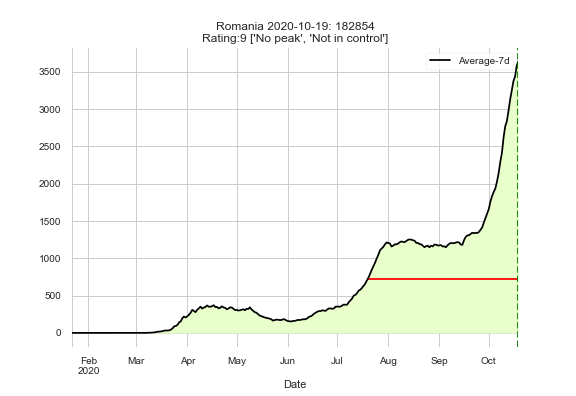 Romania 2020-10-19: 182854
Rating:9 ['No peak', 'Not in control']
Average-7d
3500
3000
2500
2000
1500
1000
500
0
Feb Mar Apr May Jun Jul Aug Sep Oct
2020
Date